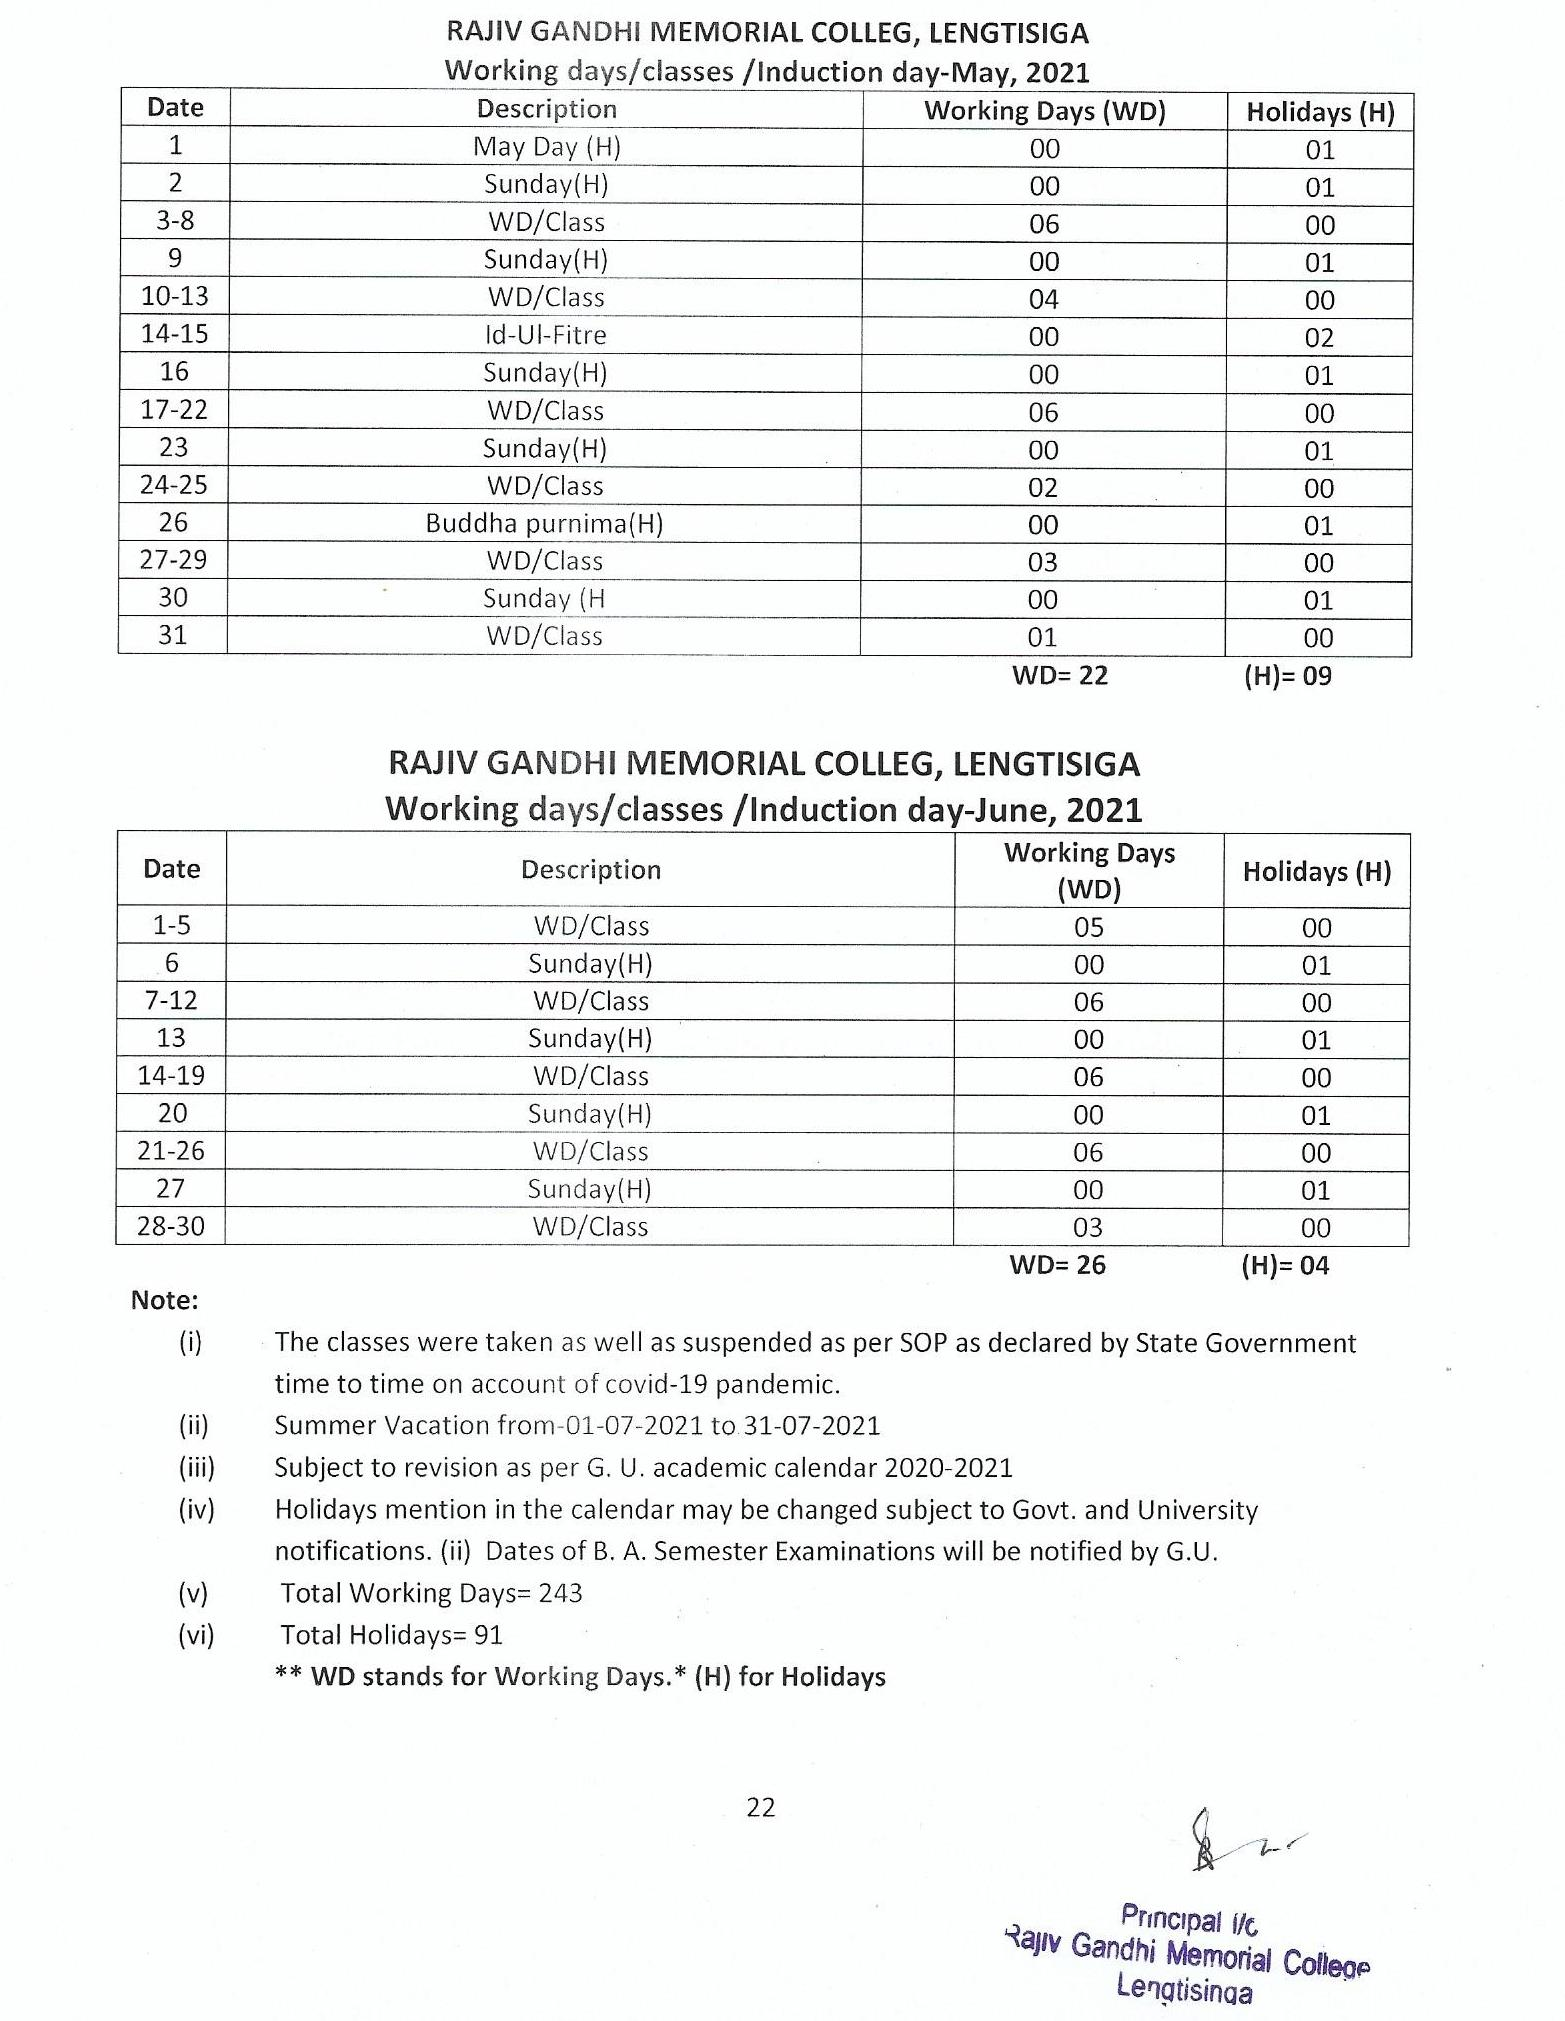 RAJIV GANDHI MEMORIAL COLLEG, LENGTISIGA
Working days/classes /Induction day-May, 2021
Date Description Working Days (WD) Holidays (H)
1 May Day (H) 00 01
2 Sunday(H) 00 01
3-8 WD/Class 06 00
9 Sunday(H) 00 01
10-13 WD/Class 04 00
14-15 Id-Ul-Fitre 00 02
16 Sunday(H) 00 01
17-22 WD/Class 06 00
23 Sunday(H) 00 01
24-25 WD/Class 02 00
26 Buddha purnima(H) 00 01
27-29 WD/Class 03 00
30 Sunday (H 00 01
31 WD/Class 01 00
WD= 22 (H)= 09
RAJIV GANDHI MEMORIAL COLLEG, LENGTISIGA
Working days/classes /Induction day-June, 2021
Date Description Working Days (WD) Holidays (H)
1-5 WD/Class 05 00
6 Sunday(H) 00 01
7-12 WD/Class 06 00
13 Sunday(H) 00 01
14-19 WD/Class 06 00
20 Sunday(H) 00 01
21-26 WD/Class 06 00
27 Sunday(H) 00 01
28-30 WD/Class 03 00
WD= 26 (H)= 04
Note:
(i) The classes were taken as well as suspended as per SOP as declared by State Government
time to time on account of covid-19 pandemic.
(ii) Summer Vacation from-01-07-2021 to 31-07-2021
(iii) Subject to revision as per G. U. academic calendar 2020-2021
(iv) Holidays mention in the calendar may be changed subject to Govt. and University
notifications. (ii) Dates of B. A. Semester Examinations will be notified by G.U.
(v) Total Working Days= 243
(vi) Total Holidays= 91
** WD stands for Working Days.* (H) for Holidays
22
Principal i/c
Rajiv Gandhi Memorial College
Lengtisinga